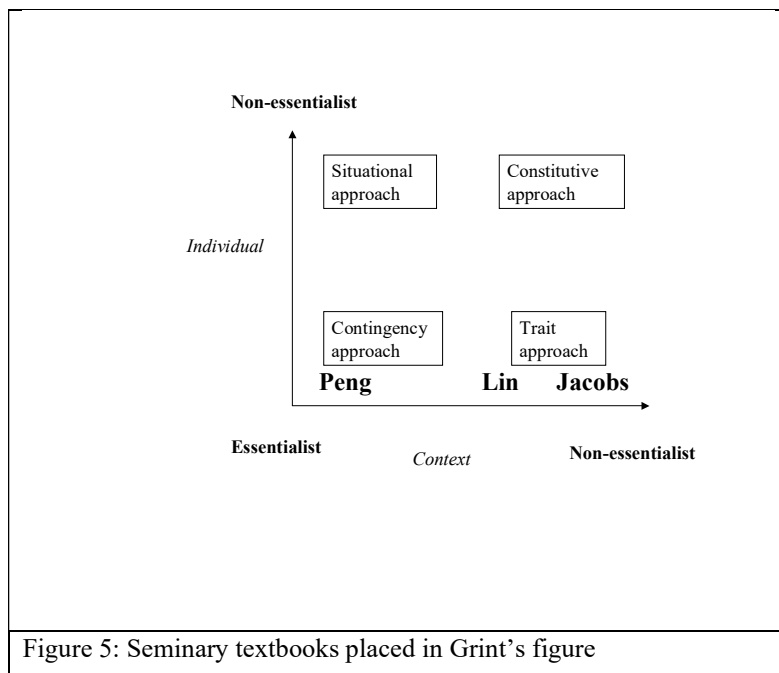 Non-essentialist
Situational
approach
Constitutive
approach
Individual
Contingency
approach
Trait
approach
Peng Lin Jacobs
Essentialist
Context
Non-essentialist
Figure 5: Seminary textbooks placed in Grint’s figure